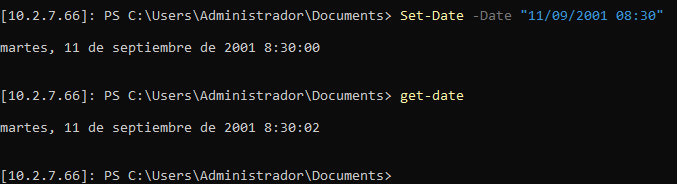 [10.2.7.66]: PS C:\Users\Administrador\Documents> Set-Date -Date "11/09/2001 08:30"
martes, 11 de septiembre de 2001 8:30:00
[10.2.7.66]: PS C:\Users\Administrador\Documents> get-date
martes, 11 de septiembre de 2001 8:30:02
[10.2.7.66]: PS C:\Users\Administrador\Documents>